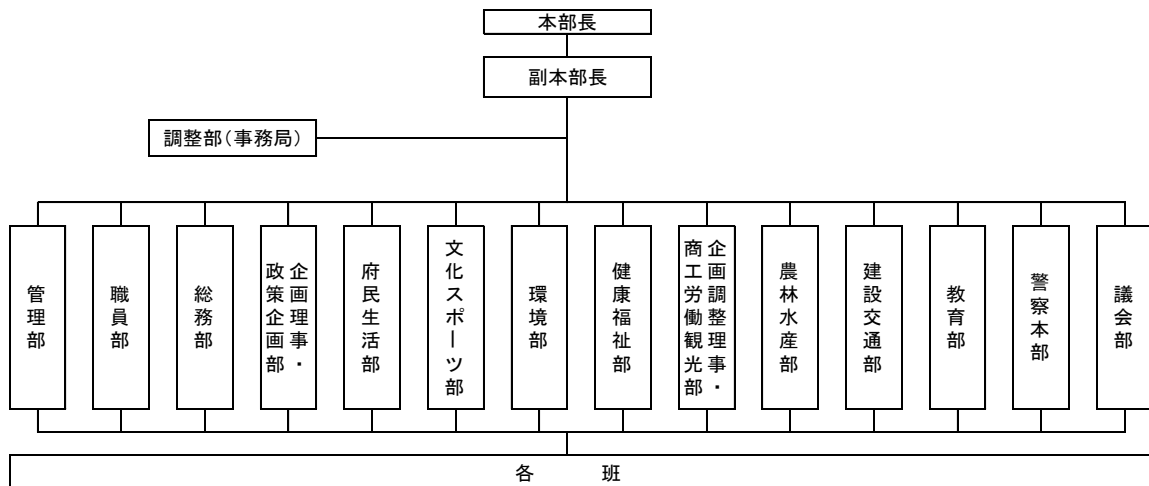 本部長
副本部長
調整部(事務局)
管理部
職員部
総務部
企画理事・
政策企画部
府民生活部
文化スポーツ部
環境部
健康福祉部
企画調整理事・
商工労働観光部
農林水産部
建設交通部
教育部
警察本部
議会部
各　　班